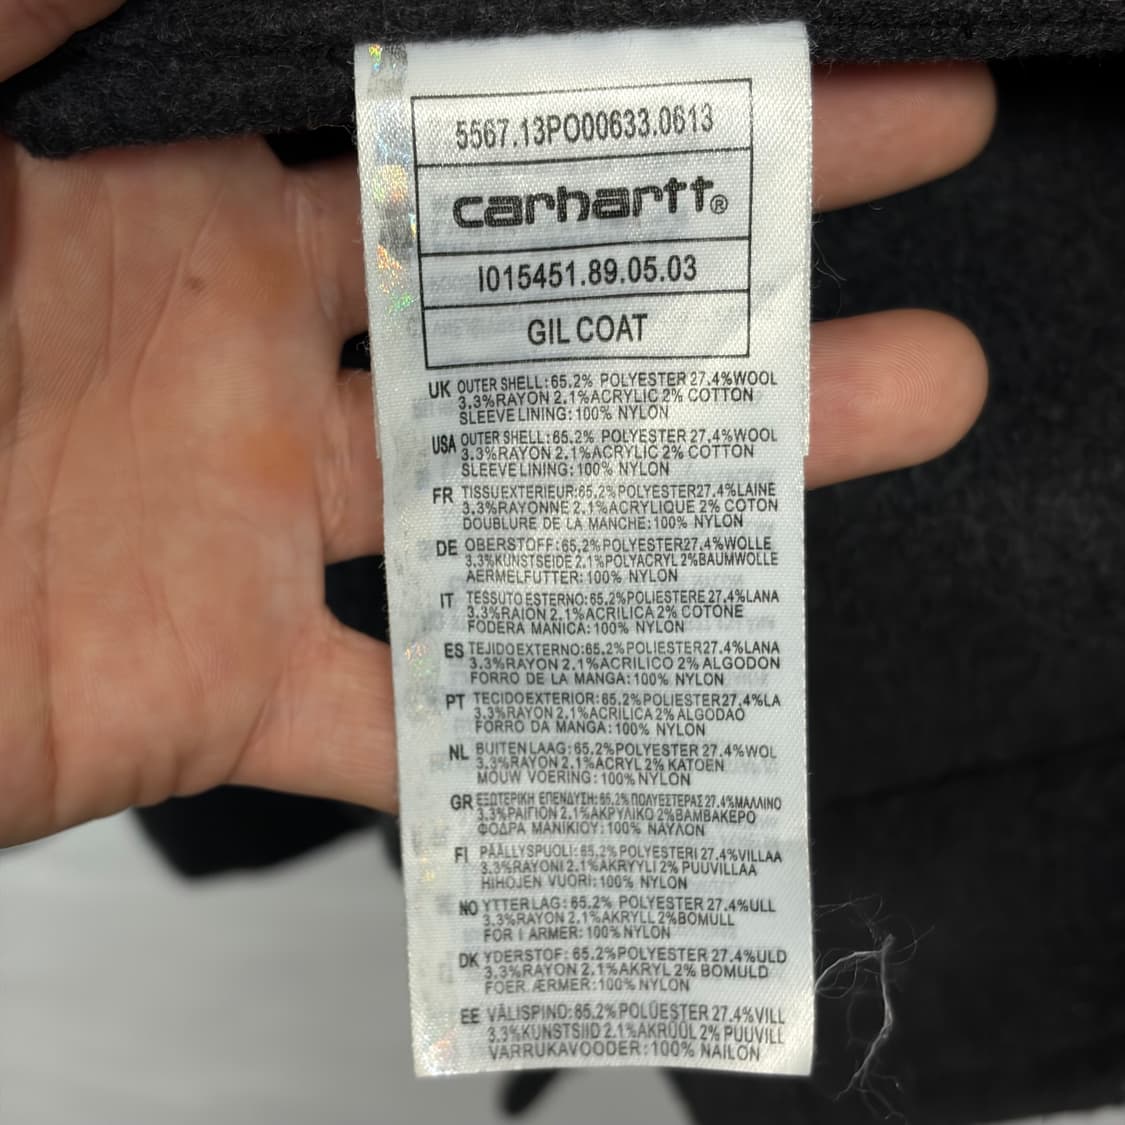 5567.13PO00633.0613
carhartt®
I015451.89.05.03
GIL COAT
UK OUTER SHELL:65.2% POLYESTER 27.4%WOOL
3.3%RAYON 2.1%ACRYLIC 2% COTTON
SLEEVE LINING: 100% NYLON
USA OUTER SHELL:65.2% POLYESTER 27.4%WOOL
3.3%RAYON 2.1%ACRYLIC 2% COTTON
SLEEVE LINING: 100% NYLON
FR TISSU EXTERIEUR:65.2%POLYESTER27.4%LAINE
3.3%RAYONNE 2.1%ACRYLIQUE 2% COTON
DOUBLURE DE LA MANCHE:100% NYLON
DE OBERSTOFF:65.2%POLYESTER27.4%WOLLE
3.3%KUNSTSEIDE 2.1%POLYACRYL 2%BAUMWOLLE
AERMELFUTTER: 100% NYLON
IT TESSUTO ESTERNO:65.2%POLIESTERE 27.4%LANA
3.3%RAION 2.1%ACRILICA 2% COTONE
FODERA MANICA: 100% NYLON
ES TEJIDO EXTERNO:65.2%POLIESTER27.4%LANA
3.3%RAYON 2.1%ACRILICO 2% ALGODON
FORRO DE LA MANGA: 100% NYLON
PT TECIDO EXTERIOR:65.2%POLIESTER27.4%LA
3.3%RAYON 2.1%ACRILICA 2% ALGODAO
FORRO DA MANGA: 100% NYLON
NL BUITEN LAAG:65.2%POLYESTER 27.4%WOL
3.3%RAYON 2.1%ACRYL 2% KATOEN
MOUW VOERING: 100% NYLON
GR ΕΞΩΤΕΡΙΚΗ ΕΠΕΝΔΥΣΗ:65.2% ΠΟΛΥΕΣΤΕΡΑΣ 27.4%ΜΑΛΛΙΝΟ
3.3%ΡΑΙΓΙΟΝ 2.1%ΑΚΡΥΛΙΚΟ 2%ΒΑΜΒΑΚΕΡΟ
ΦΟΔΡΑ ΜΑΝΙΚΙΟΥ: 100% ΝΑΥΛΟΝ
FI PÄÄLLYSPUOLI: 65.2% POLYESTERI 27.4%VILLAA
3.3%RAYONI 2.1%AKRYYLI 2% PUUVILLAA
HIHOJEN VUORI: 100% NYLON
NO YTTERLAG: 65.2% POLYESTER 27.4%ULL
3.3%RAYON 2.1%AKRYLL 2%BOMULL
FOR I ARMER: 100% NYLON
DK YDERSTOF: 65.2%POLYESTER 27.4%ULD
3.3%RAYON 2.1%AKRYL 2% BOMULD
FOER. ÆRMER: 100% NYLON
EE VÄLISPIND:65.2%POLÜESTER 27.4%VILL
3.3%KUNSTSIID 2.1%AKRÜÜL 2% PUUVILL
VARRUKAVOODER: 100% NAILON